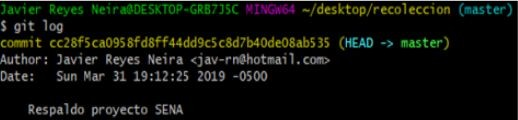 Javier Reyes Neira@DESKTOP-GRB7J5C MINGW64 ~/desktop/recoleccion (master)
$ git log
commit cc28f5ca0958fd8ff44dd9c5c8d7b40de08ab535 (HEAD -> master)
Author: Javier Reyes Neira <jav-rn@hotmail.com>
Date:   Sun Mar 31 19:12:25 2019 -0500
    Respaldo proyecto SENA